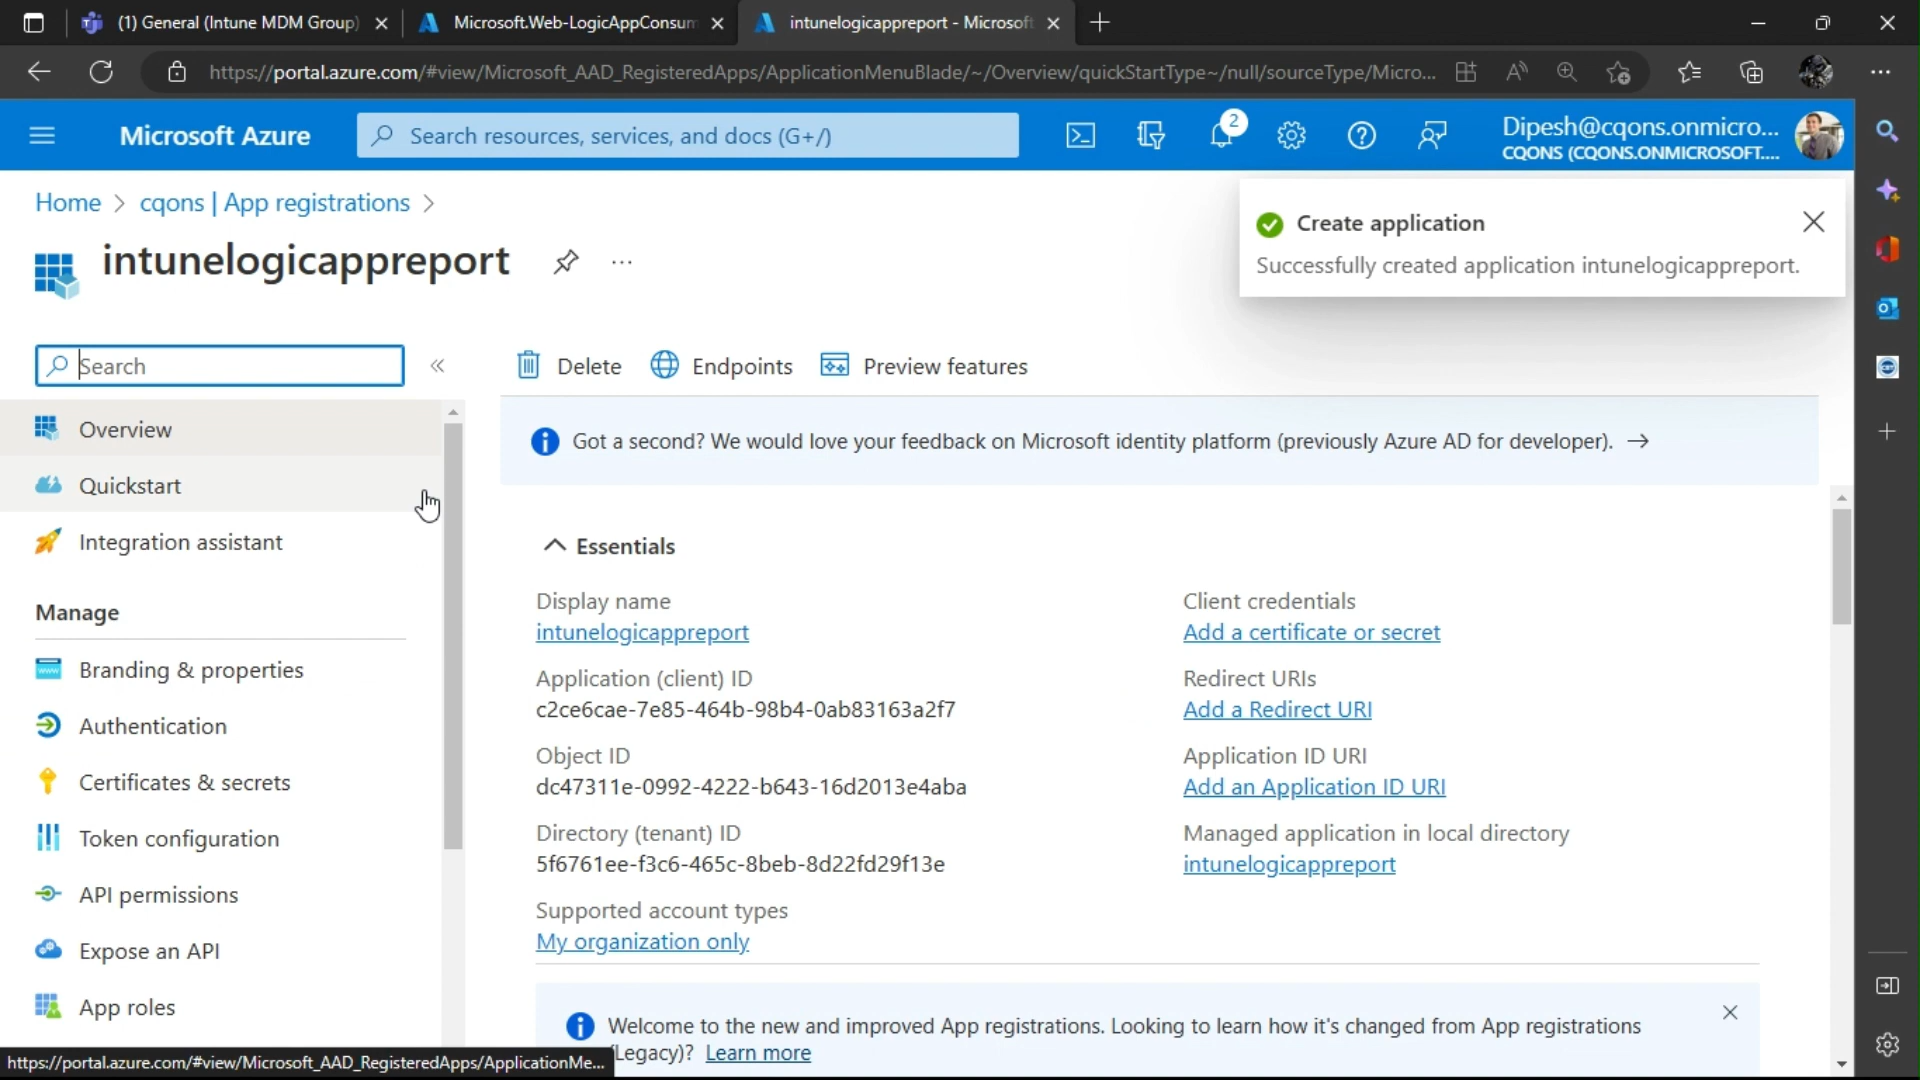 (1) General (Intune MDM Group)
Microsoft.Web-LogicAppConsum
intunelogicappreport - Microsoft
https://portal.azure.com/#view/Microsoft_AAD_RegisteredApps/ApplicationMenuBlade/~/Overview/quickStartType~/null/sourceType/Micro...
Microsoft Azure
Search resources, services, and docs (G+/)
2
Dipesh@cqons.onmicro...
CQONS (CQONS.ONMICROSOFT....
Home > cqons | App registrations >
intunelogicappreport
Create application
Successfully created application intunelogicappreport.
Search
Delete
Endpoints
Preview features
Overview
Quickstart
Integration assistant
Manage
Branding & properties
Authentication
Certificates & secrets
Token configuration
API permissions
Expose an API
App roles
Got a second? We would love your feedback on Microsoft identity platform (previously Azure AD for developer).
Essentials
Display name
intunelogicappreport
Application (client) ID
c2ce6cae-7e85-464b-98b4-0ab83163a2f7
Object ID
dc47311e-0992-4222-b643-16d2013e4aba
Directory (tenant) ID
5f6761ee-f3c6-465c-8beb-8d22fd29f13e
Supported account types
My organization only
Client credentials
Add a certificate or secret
Redirect URIs
Add a Redirect URI
Application ID URI
Add an Application ID URI
Managed application in local directory
intunelogicappreport
Welcome to the new and improved App registrations. Looking to learn how it's changed from App registrations
Legacy)? Learn more
https://portal.azure.com/#view/Microsoft_AAD_RegisteredApps/ApplicationMe...